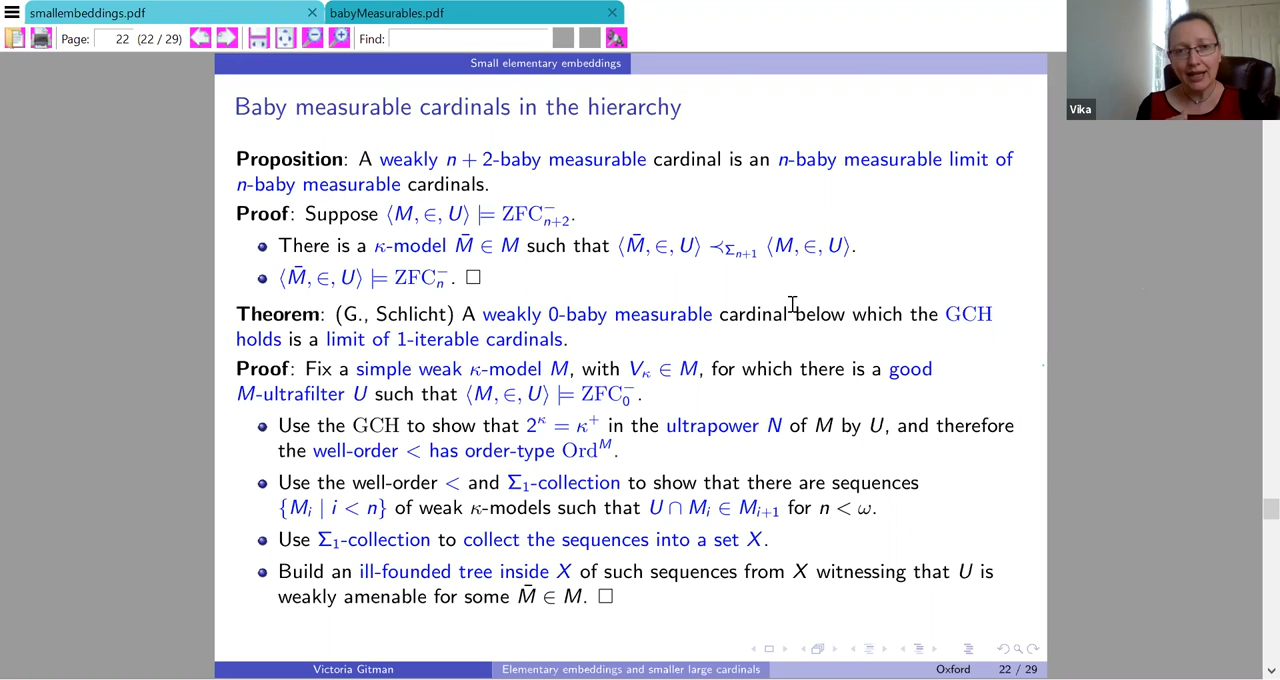 smallembeddings.pdf
babyMeasurables.pdf
Page: 22 (22 / 29) Find:
Vika
Small elementary embeddings
Baby measurable cardinals in the hierarchy
Proposition: A weakly n + 2-baby measurable cardinal is an n-baby measurable limit of
n-baby measurable cardinals.
Proof: Suppose ⟨M, ∈, U⟩ ⊨ ZFC⁻ₙ₊₂.
• There is a κ-model M̄ ∈ M such that ⟨M̄, ∈, U⟩ ≺_Σₙ₊₁ ⟨M, ∈, U⟩.
• ⟨M̄, ∈, U⟩ ⊨ ZFC⁻ₙ. □
Theorem: (G., Schlicht) A weakly 0-baby measurable cardinal below which the GCH
holds is a limit of 1-iterable cardinals.
Proof: Fix a simple weak κ-model M, with V_κ ∈ M, for which there is a good
M-ultrafilter U such that ⟨M, ∈, U⟩ ⊨ ZFC⁻₀.
• Use the GCH to show that 2^κ = κ⁺ in the ultrapower N of M by U, and therefore
the well-order < has order-type Ord^M.
• Use the well-order < and Σ₁-collection to show that there are sequences
{Mᵢ | i < n} of weak κ-models such that U ∩ Mᵢ ∈ Mᵢ₊₁ for n < ω.
• Use Σ₁-collection to collect the sequences into a set X.
• Build an ill-founded tree inside X of such sequences from X witnessing that U is
weakly amenable for some M̄ ∈ M. □
Victoria Gitman
Elementary embeddings and smaller large cardinals
Oxford
22 / 29